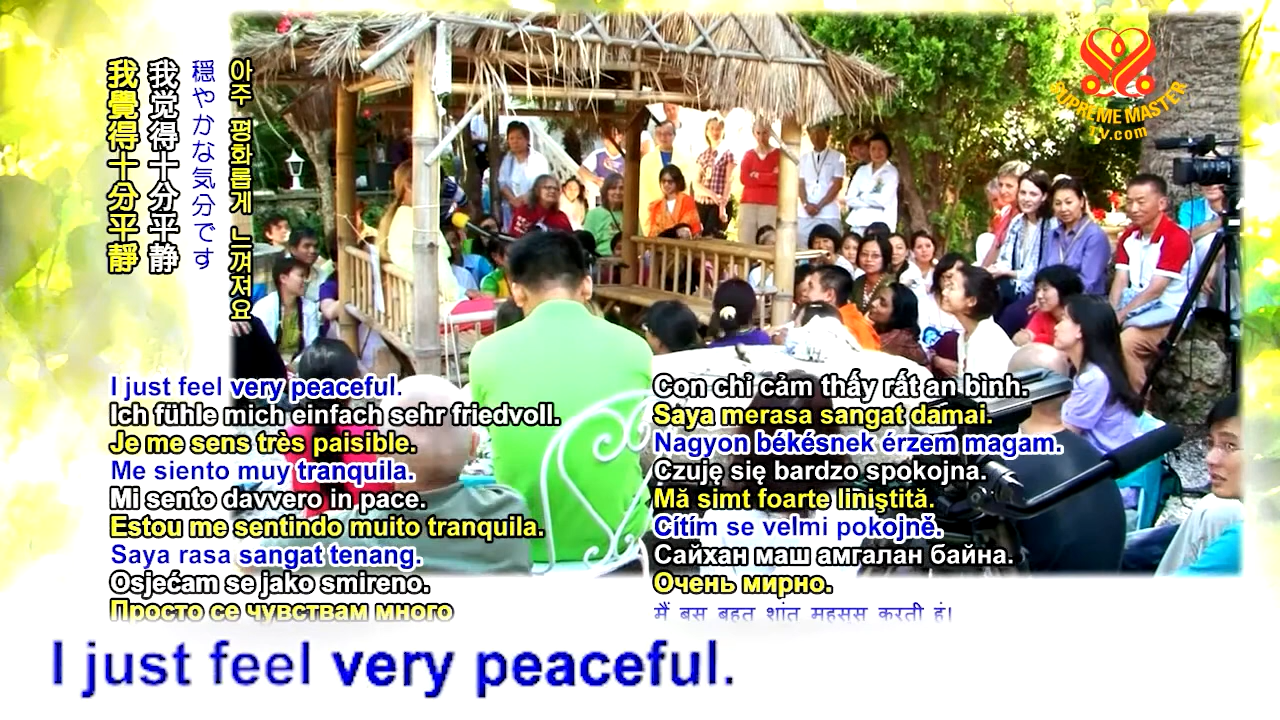 我覺得十分平靜
我觉得十分平静
穏やかな気分です
아주 평화롭게 느껴져요
SUPREME MASTER
TV.com
I just feel very peaceful.
Ich fühle mich einfach sehr friedvoll.
Je me sens très paisible.
Me siento muy tranquila.
Mi sento davvero in pace.
Estou me sentindo muito tranquila.
Saya rasa sangat tenang.
Osjećam se jako smireno.
Просто се чувствам много
Con chỉ cảm thấy rất an bình.
Saya merasa sangat damai.
Nagyon békésnek érzem magam.
Czuję się bardzo spokojna.
Mă simt foarte liniştită.
Cítím se velmi pokojně.
Сайхан маш амгалан байна.
Очень мирно.
मैं बस बहुत शांत महसूस करती हूं।
I just feel very peaceful.